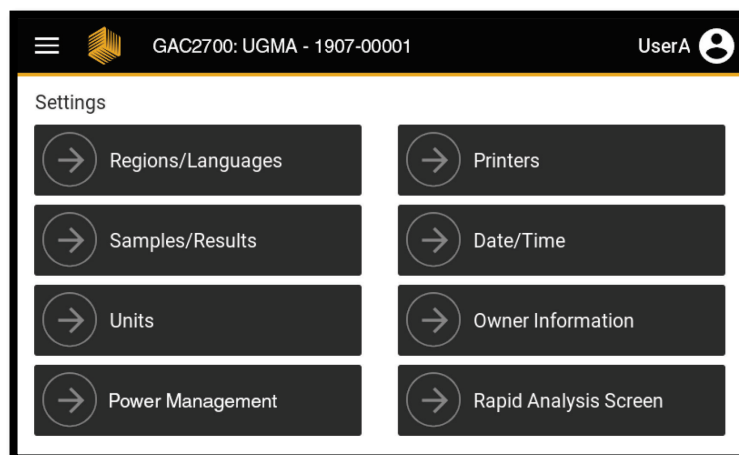 GAC2700: UGMA - 1907-00001
UserA
Settings
Regions/Languages
Printers
Samples/Results
Date/Time
Units
Owner Information
Power Management
Rapid Analysis Screen